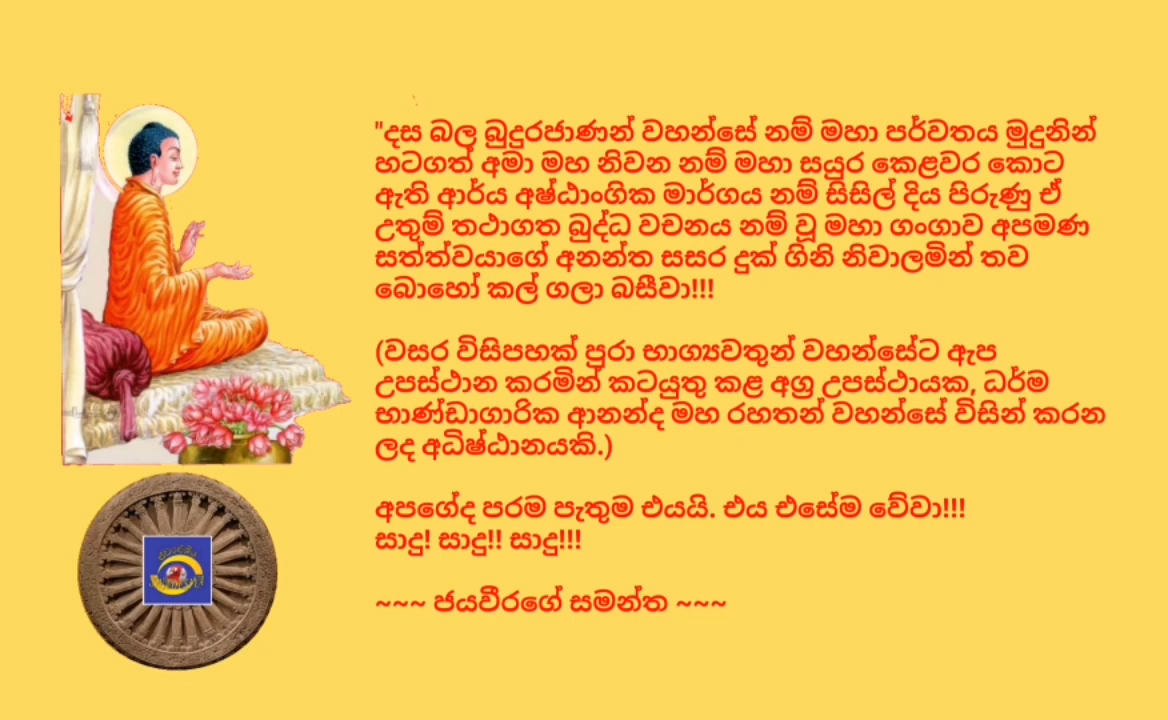 "දස බල බුදුරජාණන් වහන්සේ නම් මහා පර්වතය මුදුනින්
හටගත් අමා මහ නිවන නම් මහා සයුර කෙළවර කොට
ඇති ආර්ය අෂ්ඨාංගික මාර්ගය නම් සිසිල් දිය පිරුණු ඒ
උතුම් තථාගත බුද්ධ වචනය නම් වූ මහා ගංගාව අපමණ
සත්ත්වයාගේ අනන්ත සසර දුක් ගිනි නිවාලමින් තව
බොහෝ කල් ගලා බසීවා!!!
(වසර විසිපහක් පුරා භාග්‍යවතුන් වහන්සේට ඇප
උපස්ථාන කරමින් කටයුතු කළ අග්‍ර උපස්ථායක, ධර්ම
භාණ්ඩාගාරික ආනන්ද මහ රහතන් වහන්සේ විසින් කරන
ලද අධිෂ්ඨානයකි.)
අපගේද පරම පැතුම එයයි. එය එසේම වේවා!!!
සාදු! සාදු!! සාදු!!!
~~~ ජයවීරගේ සමන්ත ~~~